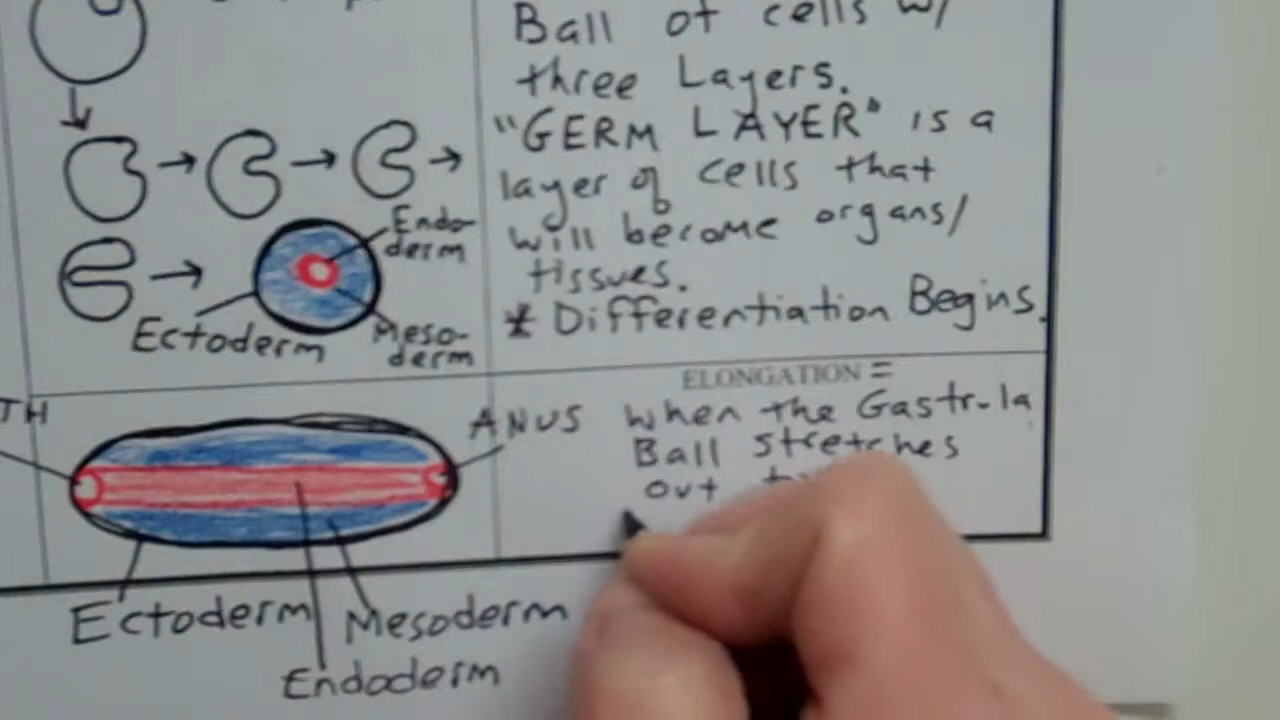 Ball of cells w/
three Layers.
"GERM LAYER" is a
layer of cells that
will become organs/
tissues.
* Differentiation Begins.
Endo-
derm
Ectoderm
Meso-
derm
ELONGATION =
when the Gastrula
Ball stretches
out
TH
ANUS
Ectoderm
Mesoderm
Endoderm